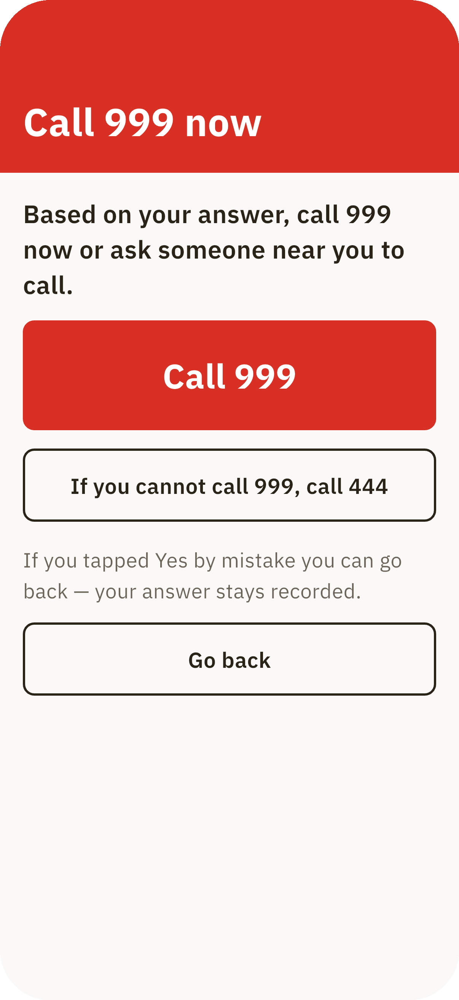 Call 999 now
Based on your answer, call 999
now or ask someone near you to
call.
Call 999
If you cannot call 999, call 444
If you tapped Yes by mistake you can go
back — your answer stays recorded.
Go back